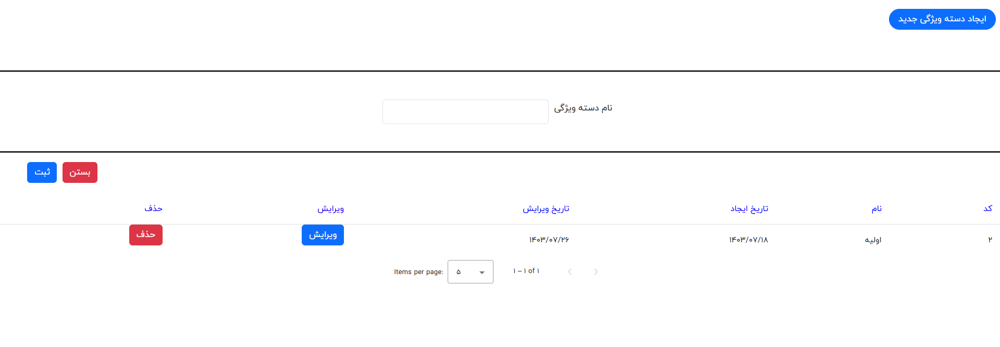 ایجاد دسته ویژگی جدید
نام دسته ویژگی
بستن ثبت
کد نام تاریخ ایجاد تاریخ ویرایش ویرایش حذف
۲ اولیه ۱۴۰۳/۰۷/۱۸ ۱۴۰۳/۰۷/۲۶ ویرایش حذف
Items per page: ۵ ۱ – ۱ of ۱